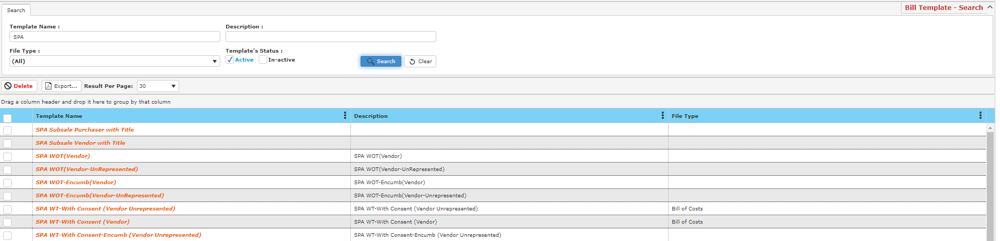 Search
Bill Template - Search
Template Name :
Description :
SPA
File Type :
Template's Status :
(All)
Active
In-active
Search
Clear
Delete
Export...
Result Per Page:
30
Drag a column header and drop it here to group by that column
Template Name
Description
File Type
SPA Subsale Purchaser with Title
SPA Subsale Vendor with Title
SPA WOT(Vendor)
SPA WOT(Vendor)
SPA WOT(Vendor-UnRepresented)
SPA WOT(Vendor-UnRepresented)
SPA WOT-Encumb(Vendor)
SPA WOT-Encumb(Vendor)
SPA WOT-Encumb(Vendor-UnRepresented)
SPA WOT-Encumb(Vendor-Unrepresented)
SPA WT-With Consent (Vendor Unrepresented)
SPA WT-With Consent (Vendor Unrepresented)
Bill of Costs
SPA WT-With Consent (Vendor)
SPA WT-With Consent (Vendor)
Bill of Costs
SPA WT-With Consent-Encumb (Vendor Unrepresented)
SPA WT-With Consent-Encumb (Vendor Unrepresented)